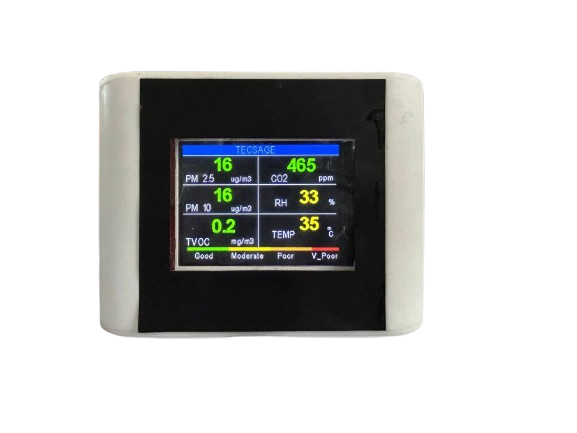 TECSAGE
16 465
PM 2.5 ug/m3 CO2 ppm
16 RH 33 %
PM 10 ug/m3
0.2 TEMP 35 °C
TVOC mg/m3
Good Moderate Poor V_Poor